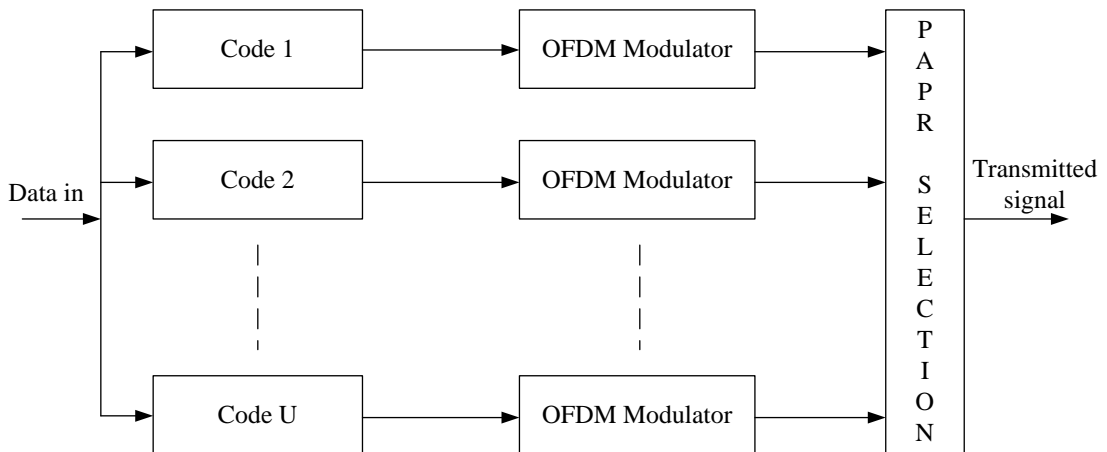 Code 1
OFDM Modulator
Code 2
OFDM Modulator
Data in
Code U
OFDM Modulator
P
A
P
R
S
E
L
E
C
T
I
O
N
Transmitted
signal